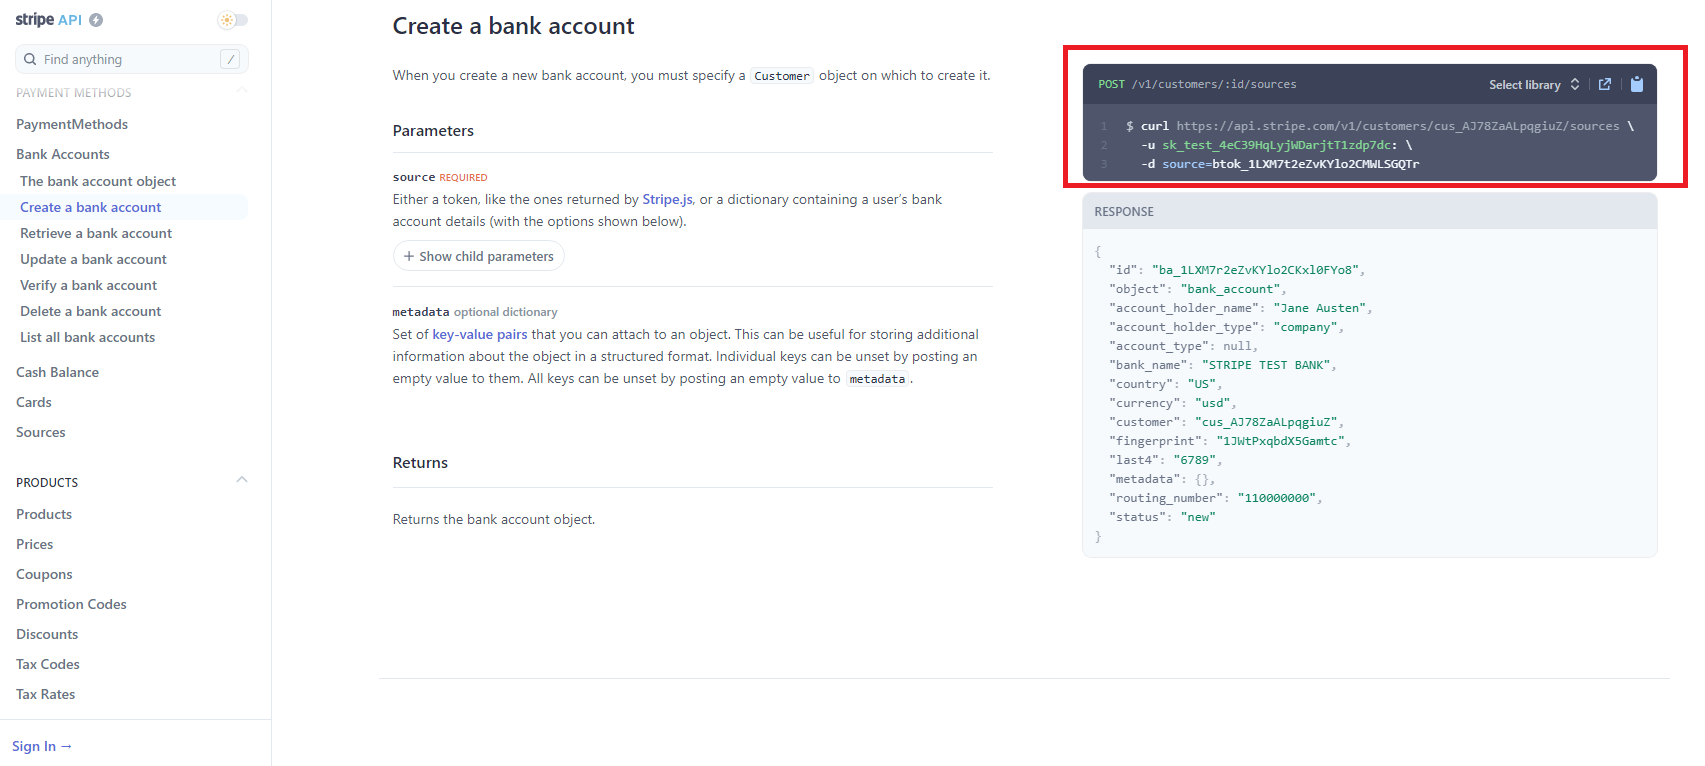 stripe API
Find anything /
PAYMENT METHODS
PaymentMethods
Bank Accounts
The bank account object
Create a bank account
Retrieve a bank account
Update a bank account
Verify a bank account
Delete a bank account
List all bank accounts
Cash Balance
Cards
Sources
PRODUCTS
Products
Prices
Coupons
Promotion Codes
Discounts
Tax Codes
Tax Rates
Sign In →
Create a bank account
When you create a new bank account, you must specify a Customer object on which to create it.
Parameters
source REQUIRED
Either a token, like the ones returned by Stripe.js, or a dictionary containing a user’s bank
account details (with the options shown below).
+ Show child parameters
metadata optional dictionary
Set of key-value pairs that you can attach to an object. This can be useful for storing additional
information about the object in a structured format. Individual keys can be unset by posting an
empty value to them. All keys can be unset by posting an empty value to metadata.
Returns
Returns the bank account object.
POST /v1/customers/:id/sources Select library
1 $ curl https://api.stripe.com/v1/customers/cus_AJ78ZaALpqgiuZ/sources \
2 -u sk_test_4eC39HqLyjWDarjtT1zdp7dc: \
3 -d source=btok_1LXM7t2eZvKYlo2CMWLSGQTr
RESPONSE
{
"id": "ba_1LXM7r2eZvKYlo2CKxl0FYo8",
"object": "bank_account",
"account_holder_name": "Jane Austen",
"account_holder_type": "company",
"account_type": null,
"bank_name": "STRIPE TEST BANK",
"country": "US",
"currency": "usd",
"customer": "cus_AJ78ZaALpqgiuZ",
"fingerprint": "1JWtPxqbdX5Gamtc",
"last4": "6789",
"metadata": {},
"routing_number": "110000000",
"status": "new"
}